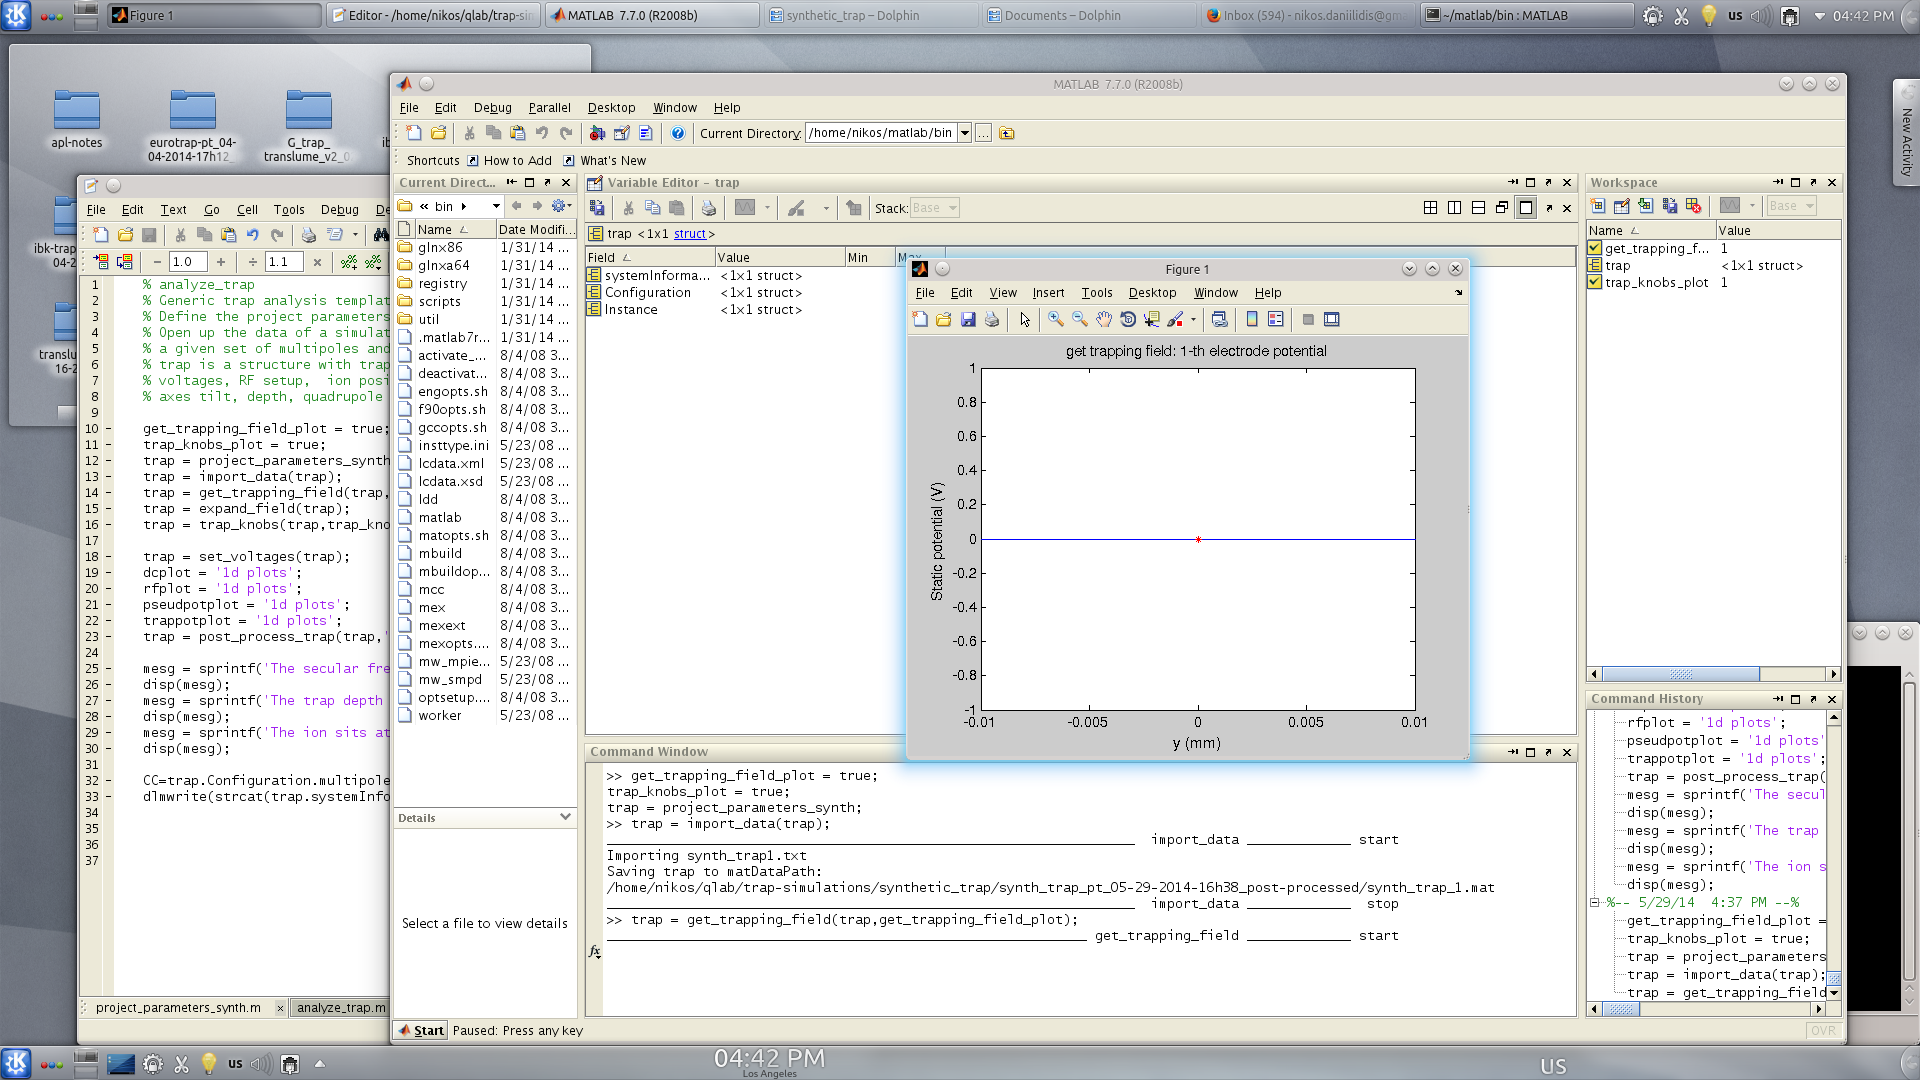 Figure 1
Editor - /home/nikos/qlab/trap-sin
MATLAB 7.7.0 (R2008b)
synthetic_trap – Dolphin
Documents – Dolphin
Inbox (594) - nikos.daniilidis@gm
~/matlab/bin : MATLAB
us
04:42 PM
apl-notes
eurotrap-pt_04-
04-2014-17h12_
G_trap_
translume_v2_0
ibk-trap
04-2
translu
16-2
New Activity
File Edit Text Go Cell Tools Debug De
1.0
1.1
1 % analyze_trap
2 % Generic trap analysis templat
3 % Define the project parameters
4 % Open up the data of a simulat
5 % a given set of multipoles and
6 % trap is a structure with trap
7 % voltages, RF setup, ion posi
8 % axes tilt, depth, quadrupole
9
10 get_trapping_field_plot = true;
11 trap_knobs_plot = true;
12 trap = project_parameters_synth
13 trap = import_data(trap);
14 trap = get_trapping_field(trap,
15 trap = expand_field(trap);
16 trap = trap_knobs(trap,trap_kno
17
18 trap = set_voltages(trap);
19 dcplot = '1d plots';
20 rfplot = '1d plots';
21 pseudpotplot = '1d plots';
22 trappotplot = '1d plots';
23 trap = post_process_trap(trap,'
24
25 mesg = sprintf('The secular fre
26 disp(mesg);
27 mesg = sprintf('The trap depth
28 disp(mesg);
29 mesg = sprintf('The ion sits at
30 disp(mesg);
31
32 CC=trap.Configuration.multipole
33 dlmwrite(strcat(trap.systemInfo
34
35
36
37
project_parameters_synth.m
analyze_trap.m
MATLAB 7.7.0 (R2008b)
File Edit Debug Parallel Desktop Window Help
Current Directory: /home/nikos/matlab/bin
Shortcuts How to Add What's New
Current Direct...
« bin
Name Date Modifi...
glnx86 1/31/14 ...
glnxa64 1/31/14 ...
registry 1/31/14 ...
scripts 1/31/14 ...
util 1/31/14 ...
.matlab7r... 1/31/14 ...
activate_... 8/4/08 3...
deactivat... 8/4/08 3...
engopts.sh 8/4/08 3...
f90opts.sh 8/4/08 3...
gccopts.sh 8/4/08 3...
insttype.ini 5/23/08 ...
lcdata.xml 5/23/08 ...
lcdata.xsd 5/23/08 ...
ldd 8/4/08 3...
matlab 8/4/08 3...
matopts.sh 8/4/08 3...
mbuild 8/4/08 3...
mbuildop... 8/4/08 3...
mcc 8/4/08 3...
mex 8/4/08 3...
mexext 8/4/08 3...
mexopts.... 8/4/08 3...
mw_mpie... 5/23/08 ...
mw_smpd 5/23/08 ...
optsetup.... 8/4/08 3...
worker 5/23/08 ...
Details
Select a file to view details
Start Paused: Press any key
Variable Editor – trap
Stack: Base
trap <1x1 struct>
Field Value Min Max
systemInforma... <1x1 struct>
Configuration <1x1 struct>
Instance <1x1 struct>
Figure 1
File Edit View Insert Tools Desktop Window Help
get trapping field: 1-th electrode potential
1
0.8
0.6
0.4
0.2
0
-0.2
-0.4
-0.6
-0.8
-1
Static potential (V)
-0.01 -0.005 0 0.005 0.01
y (mm)
Command Window
>> get_trapping_field_plot = true;
trap_knobs_plot = true;
trap = project_parameters_synth;
>> trap = import_data(trap);
import_data start
Importing synth_trap1.txt
Saving trap to matDataPath:
/home/nikos/qlab/trap-simulations/synthetic_trap/synth_trap_pt_05-29-2014-16h38_post-processed/synth_trap_1.mat
import_data stop
>> trap = get_trapping_field(trap,get_trapping_field_plot);
get_trapping_field start
fx
Workspace
Base
Name Value
get_trapping_f... 1
trap <1x1 struct>
trap_knobs_plot 1
Command History
rfplot = '1d plots';
pseudpotplot = '1d plots'
trappotplot = '1d plots';
trap = post_process_trap(
mesg = sprintf('The secul
disp(mesg);
mesg = sprintf('The trap
disp(mesg);
mesg = sprintf('The ion s
disp(mesg);
%-- 5/29/14 4:37 PM --%
get_trapping_field_plot =
trap_knobs_plot = true;
trap = project_parameters
trap = import_data(trap);
trap = get_trapping_field
OVR
us
04:42 PM
Los Angeles
US